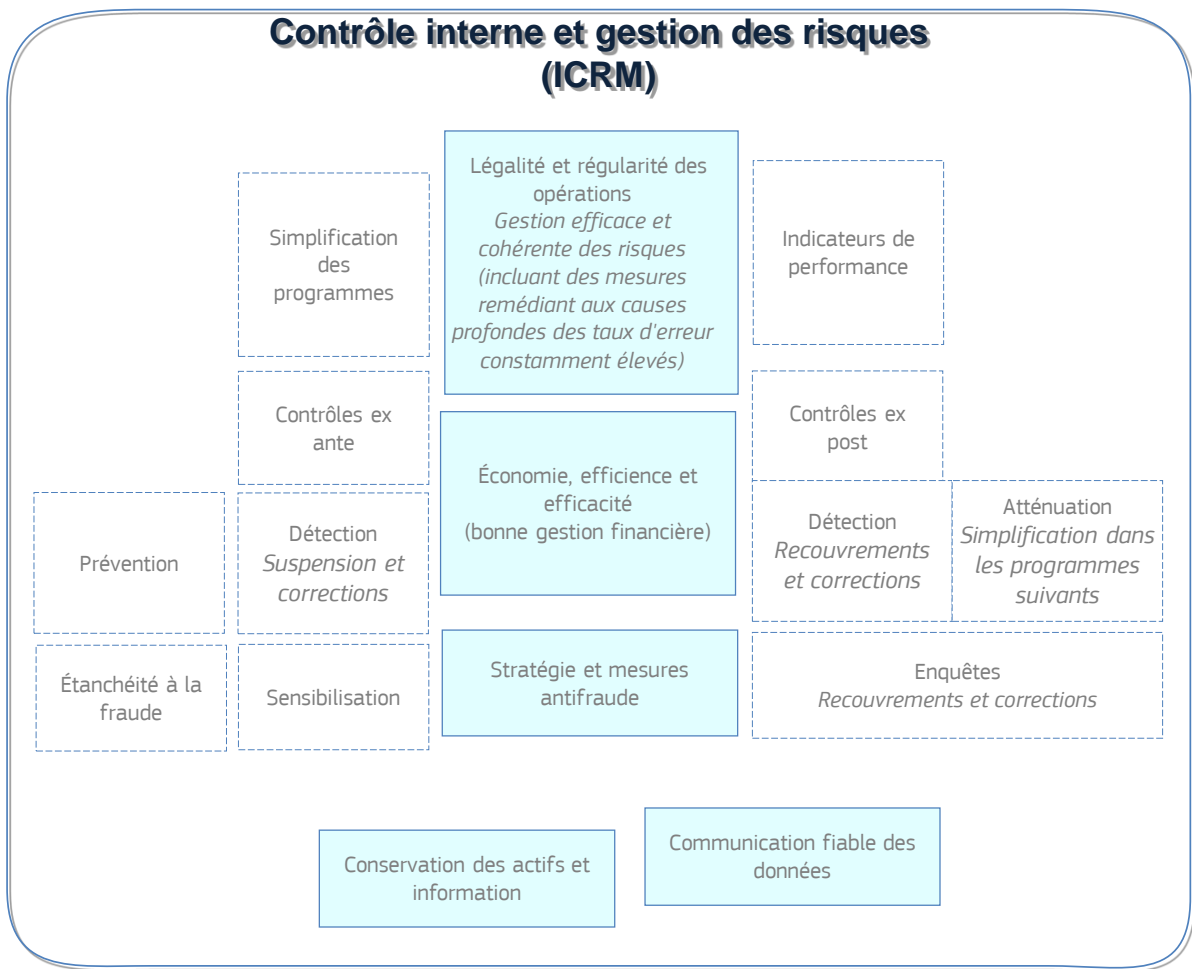 Contrôle interne et gestion des risques
(ICRM)
Simplification
des
programmes
Légalité et régularité des
opérations
Gestion efficace et
cohérente des risques
(incluant des mesures
remédiant aux causes
profondes des taux d'erreur
constamment élevés)
Indicateurs de
performance
Contrôles ex
ante
Économie, efficience et
efficacité
(bonne gestion financière)
Contrôles ex
post
Prévention
Détection
Suspension et
corrections
Détection
Recouvrements
et corrections
Atténuation
Simplification dans
les programmes
suivants
Étanchéité à la
fraude
Sensibilisation
Stratégie et mesures
antifraude
Enquêtes
Recouvrements et corrections
Conservation des actifs et
information
Communication fiable des
données